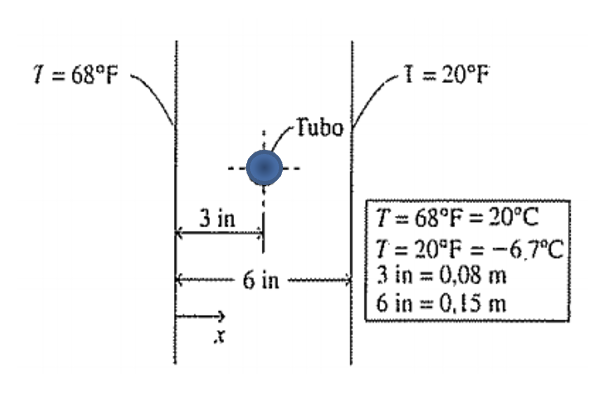 T = 68°F
T = 20°F
Tubo
3 in
6 in
x
T = 68°F = 20°C
T = 20°F = −6,7°C
3 in = 0,08 m
6 in = 0,15 m